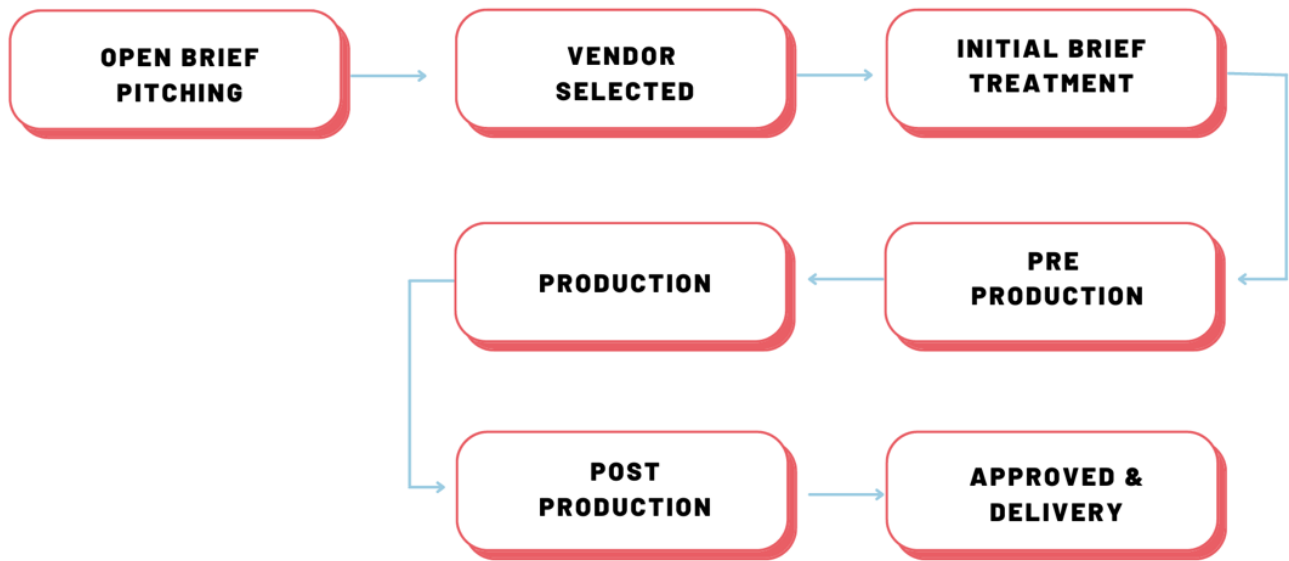 OPEN BRIEF
PITCHING
VENDOR
SELECTED
INITIAL BRIEF
TREATMENT
PRE
PRODUCTION
PRODUCTION
POST
PRODUCTION
APPROVED &
DELIVERY